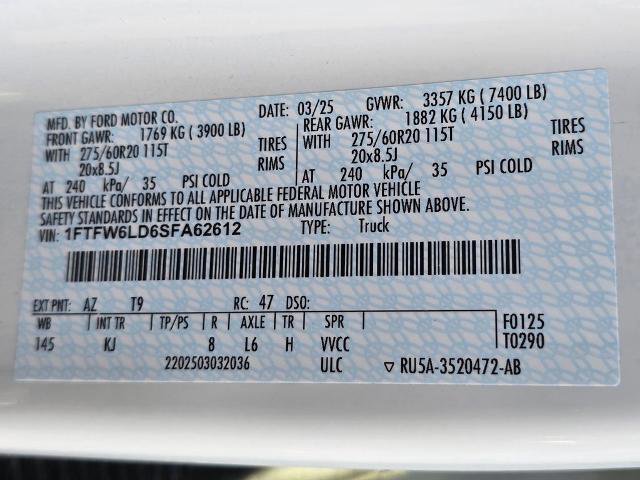 MFD. BY FORD MOTOR CO.
DATE: 03/25 GVWR: 3357 KG ( 7400 LB)
FRONT GAWR: 1769 KG ( 3900 LB)
WITH 275/60R20 115T TIRES
20x8.5J RIMS
AT 240 kPa/ 35 PSI COLD
REAR GAWR: 1882 KG ( 4150 LB)
WITH 275/60R20 115T TIRES
20x8.5J RIMS
AT 240 kPa/ 35 PSI COLD
THIS VEHICLE CONFORMS TO ALL APPLICABLE FEDERAL MOTOR VEHICLE
SAFETY STANDARDS IN EFFECT ON THE DATE OF MANUFACTURE SHOWN ABOVE.
VIN: 1FTFW6LD6SFA62612 TYPE: Truck
EXT PNT: AZ T9 RC: 47 DSO:
WB INT TR TP/PS R AXLE TR SPR
145 KJ 8 L6 H VVCC
F0125
T0290
2202503032036 ULC ▽ RU5A-3520472-AB